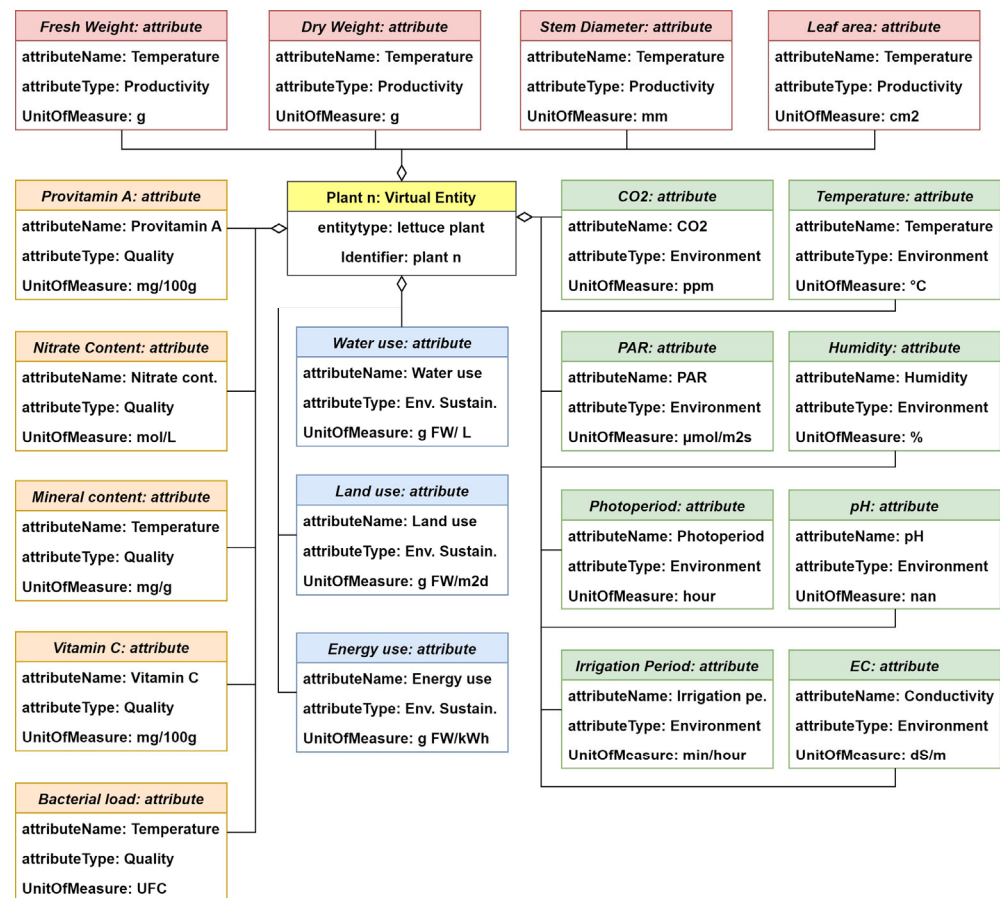 Fresh Weight: attribute
attributeName: Temperature
attributeType: Productivity
UnitOfMeasure: g
Dry Weight: attribute
attributeName: Temperature
attributeType: Productivity
UnitOfMeasure: g
Stem Diameter: attribute
attributeName: Temperature
attributeType: Productivity
UnitOfMeasure: mm
Leaf area: attribute
attributeName: Temperature
attributeType: Productivity
UnitOfMeasure: cm2
Provitamin A: attribute
attributeName: Provitamin A
attributeType: Quality
UnitOfMeasure: mg/100g
Plant n: Virtual Entity
entitytype: lettuce plant
Identifier: plant n
CO2: attribute
attributeName: CO2
attributeType: Environment
UnitOfMeasure: ppm
Temperature: attribute
attributeName: Temperature
attributeType: Environment
UnitOfMeasure: °C
Nitrate Content: attribute
attributeName: Nitrate cont.
attributeType: Quality
UnitOfMeasure: mol/L
Water use: attribute
attributeName: Water use
attributeType: Env. Sustain.
UnitOfMeasure: g FW/ L
PAR: attribute
attributeName: PAR
attributeType: Environment
UnitOfMeasure: µmol/m2s
Humidity: attribute
attributeName: Humidity
attributeType: Environment
UnitOfMeasure: %
Mineral content: attribute
attributeName: Temperature
attributeType: Quality
UnitOfMeasure: mg/g
Land use: attribute
attributeName: Land use
attributeType: Env. Sustain.
UnitOfMeasure: g FW/m2d
Photoperiod: attribute
attributeName: Photoperiod
attributeType: Environment
UnitOfMeasure: hour
pH: attribute
attributeName: pH
attributeType: Environment
UnitOfMeasure: nan
Vitamin C: attribute
attributeName: Vitamin C
attributeType: Quality
UnitOfMeasure: mg/100g
Energy use: attribute
attributeName: Energy use
attributeType: Env. Sustain.
UnitOfMeasure: g FW/kWh
Irrigation Period: attribute
attributeName: Irrigation pe.
attributeType: Environment
UnitOfMeasure: min/hour
EC: attribute
attributeName: Conductivity
attributeType: Environment
UnitOfMeasure: dS/m
Bacterial load: attribute
attributeName: Temperature
attributeType: Quality
UnitOfMeasure: UFC